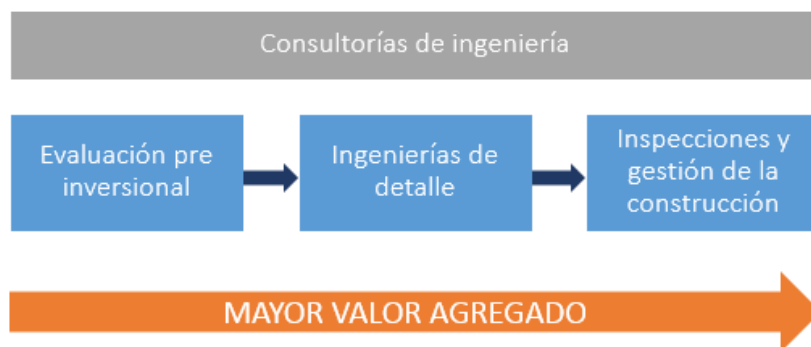 Consultorías de ingeniería
Evaluación pre
inversional
Ingenierías de
detalle
Inspecciones y
gestión de la
construcción
MAYOR VALOR AGREGADO